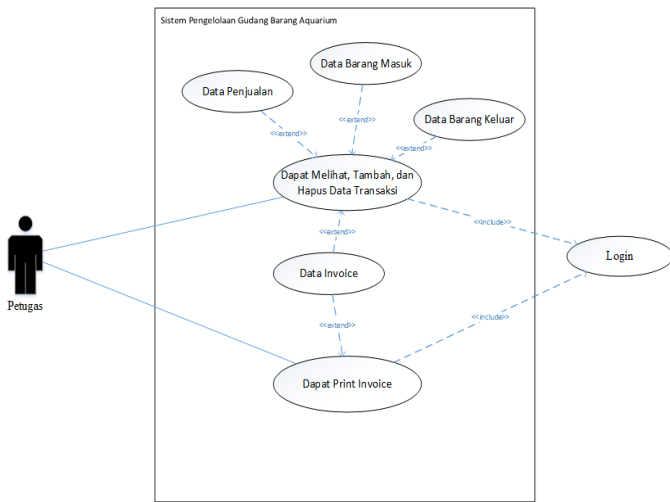 Sistem Pengelolaan Gudang Barang Aquarium
Data Barang Masuk
Data Penjualan
Data Barang Keluar
<<extend>>
<<extend>>
<<extend>>
Dapat Melihat, Tambah, dan
Hapus Data Transaksi
<<include>>
<<extend>>
Login
Data Invoice
Petugas
<<include>>
<<extend>>
Dapat Print Invoice